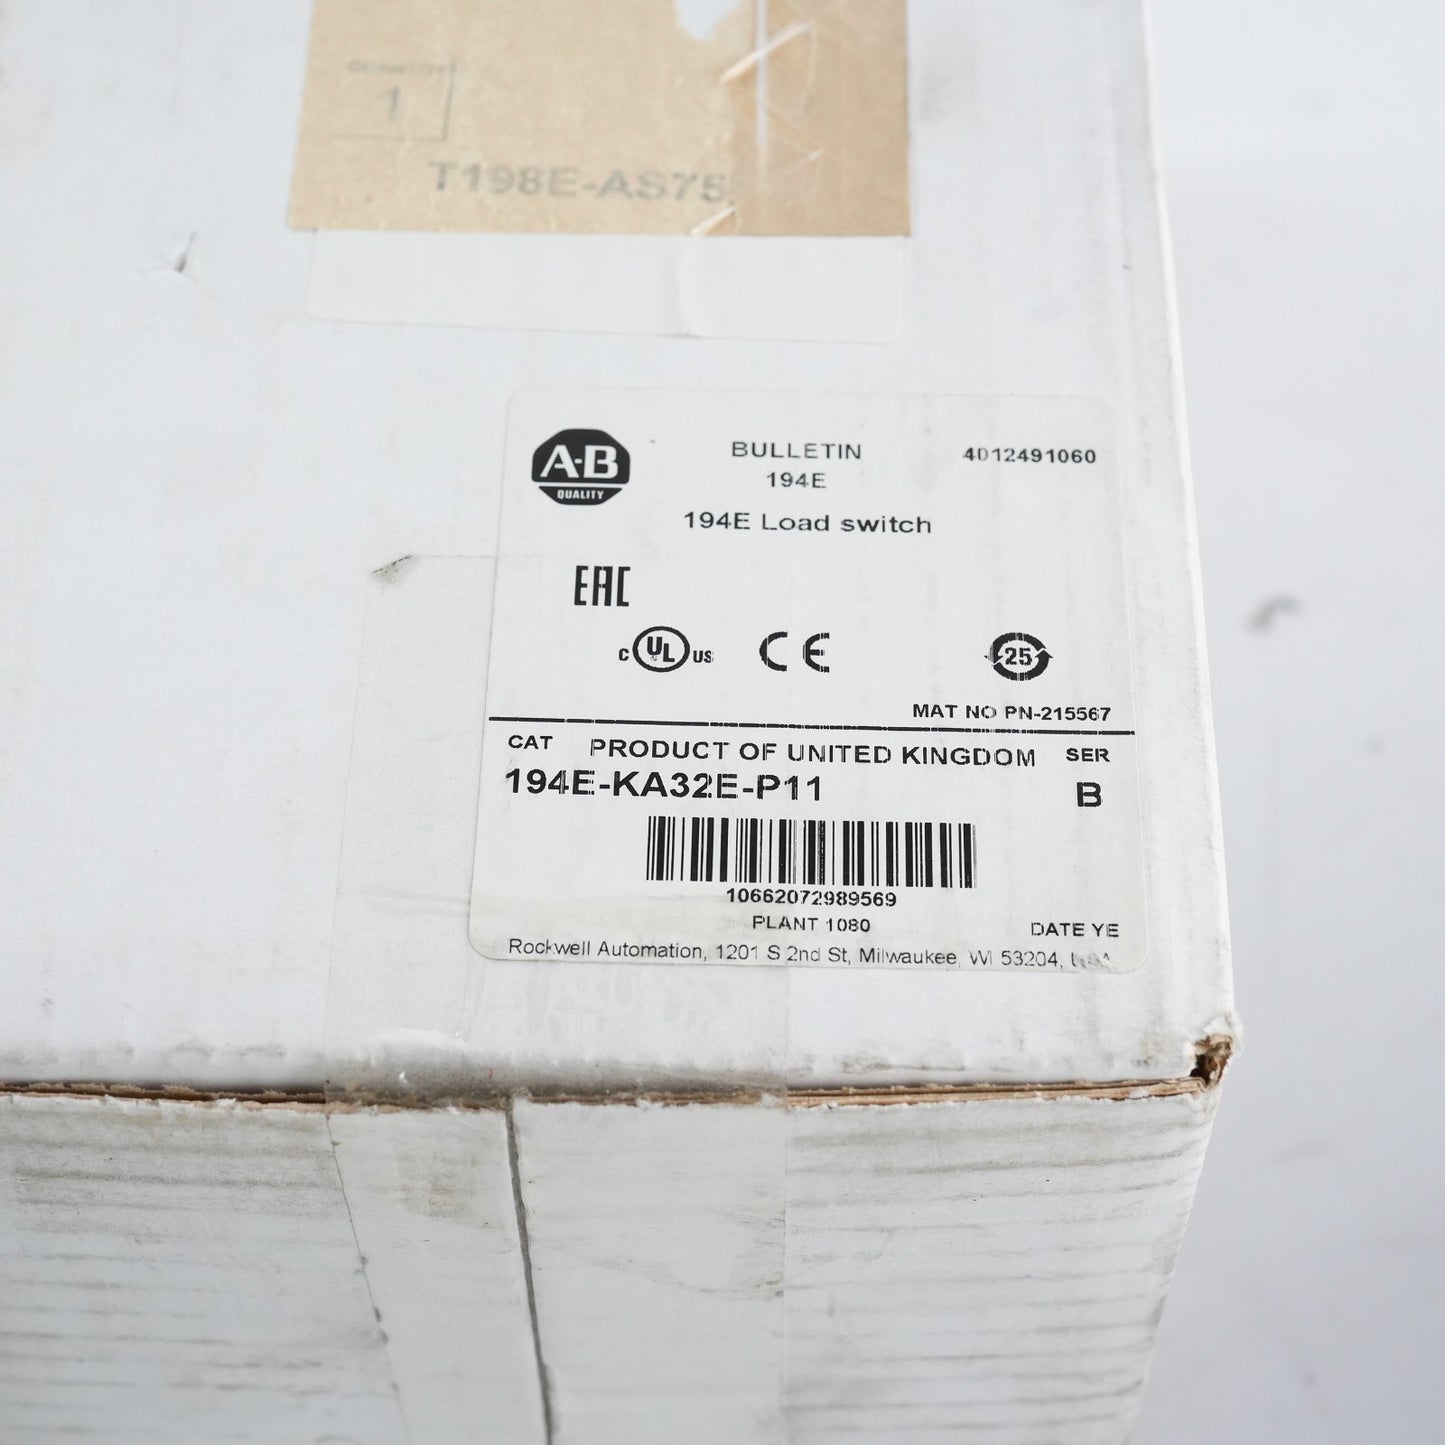 QUANTITY
1
T198E-AS75
A-B
QUALITY
BULLETIN
194E
4012491060
194E Load switch
EAC
C UL US CE 25
MAT NO PN-215567
CAT PRODUCT OF UNITED KINGDOM SER
194E-KA32E-P11 B
10662072989569
PLANT 1080
DATE YE
Rockwell Automation, 1201 S 2nd St, Milwaukee, WI 53204, USA